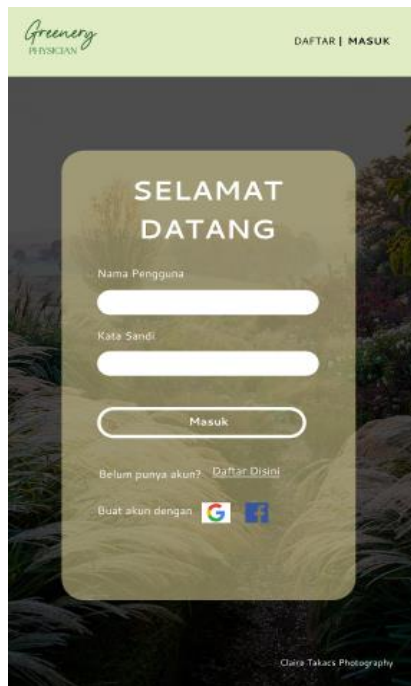 Greenery
PHYSICIAN
DAFTAR | MASUK
SELAMAT
DATANG
Nama Pengguna
Kata Sandi
Masuk
Belum punya akun? Daftar Disini
Buat akun dengan G f
Claire Takacs Photography